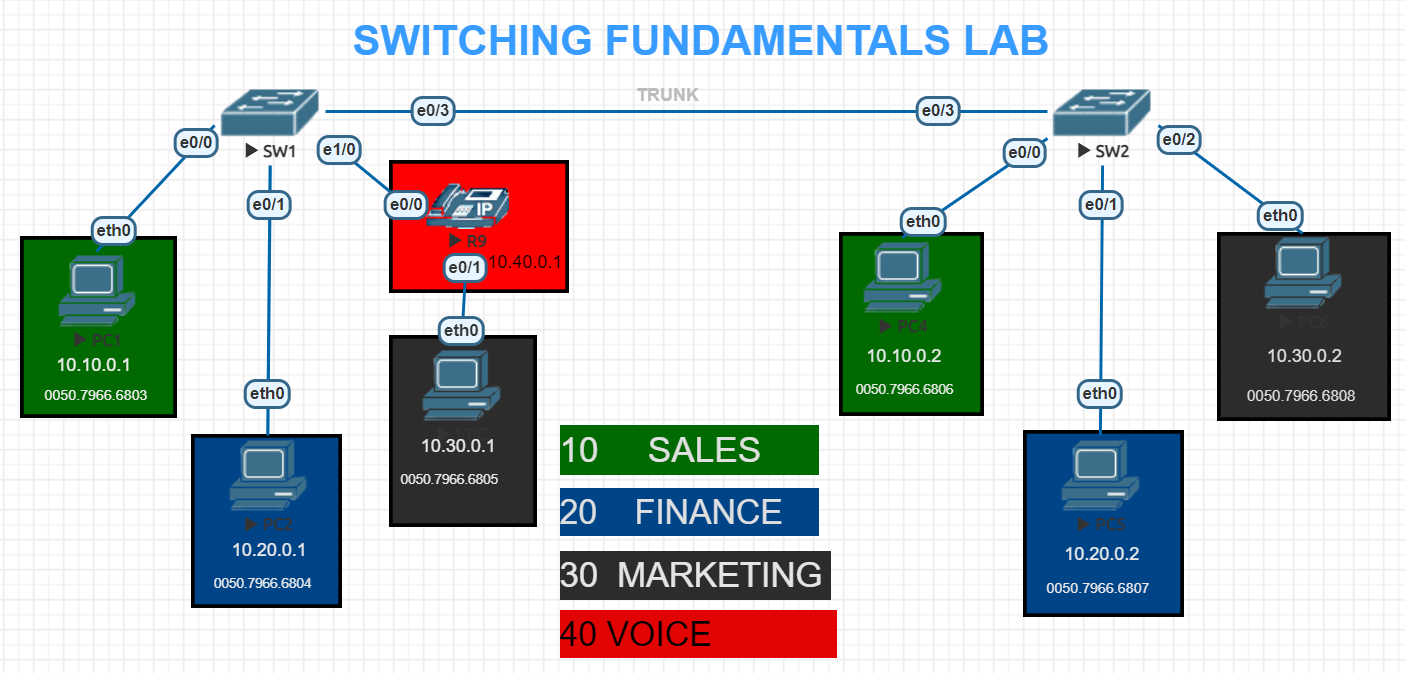 SWITCHING FUNDAMENTALS LAB
TRUNK
e0/3
e0/3
e0/0
SW1
e1/0
e0/0
SW2
e0/2
e0/1
e0/0
IP
R9
e0/1
10.40.0.1
e0/1
eth0
eth0
eth0
eth0
PC1
10.10.0.1
0050.7966.6803
PC4
10.10.0.2
0050.7966.6806
PC6
10.30.0.2
0050.7966.6808
VPC
10.30.0.1
0050.7966.6805
eth0
eth0
PC2
10.20.0.1
0050.7966.6804
PC5
10.20.0.2
0050.7966.6807
10 SALES
20 FINANCE
30 MARKETING
40 VOICE